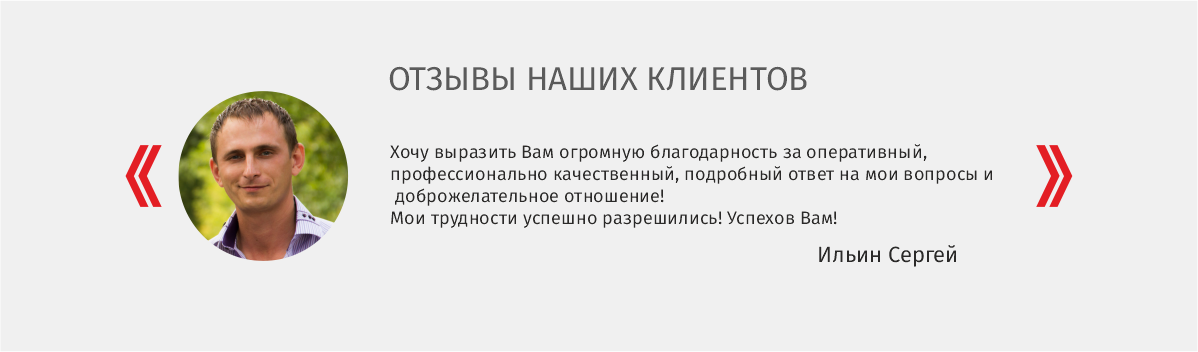 ОТЗЫВЫ НАШИХ КЛИЕНТОВ
Хочу выразить Вам огромную благодарность за оперативный,
профессионально качественный, подробный ответ на мои вопросы и
доброжелательное отношение!
Мои трудности успешно разрешились! Успехов Вам!
Ильин Сергей